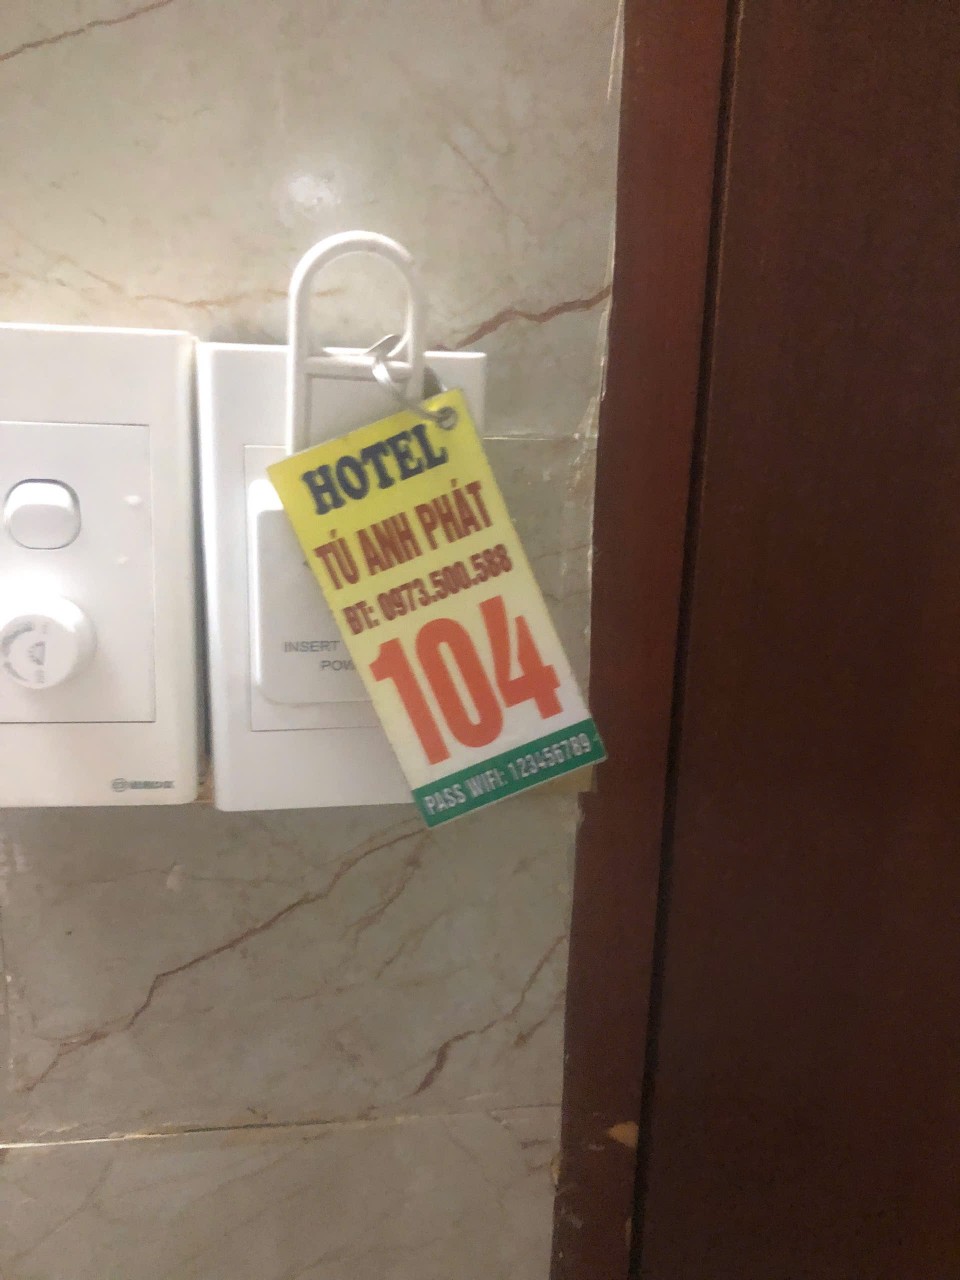 HOTEL
TÚ ANH PHÁT
ĐT: 0973.500.588
104
PASS WIFI: 123456789
INSERT
POW